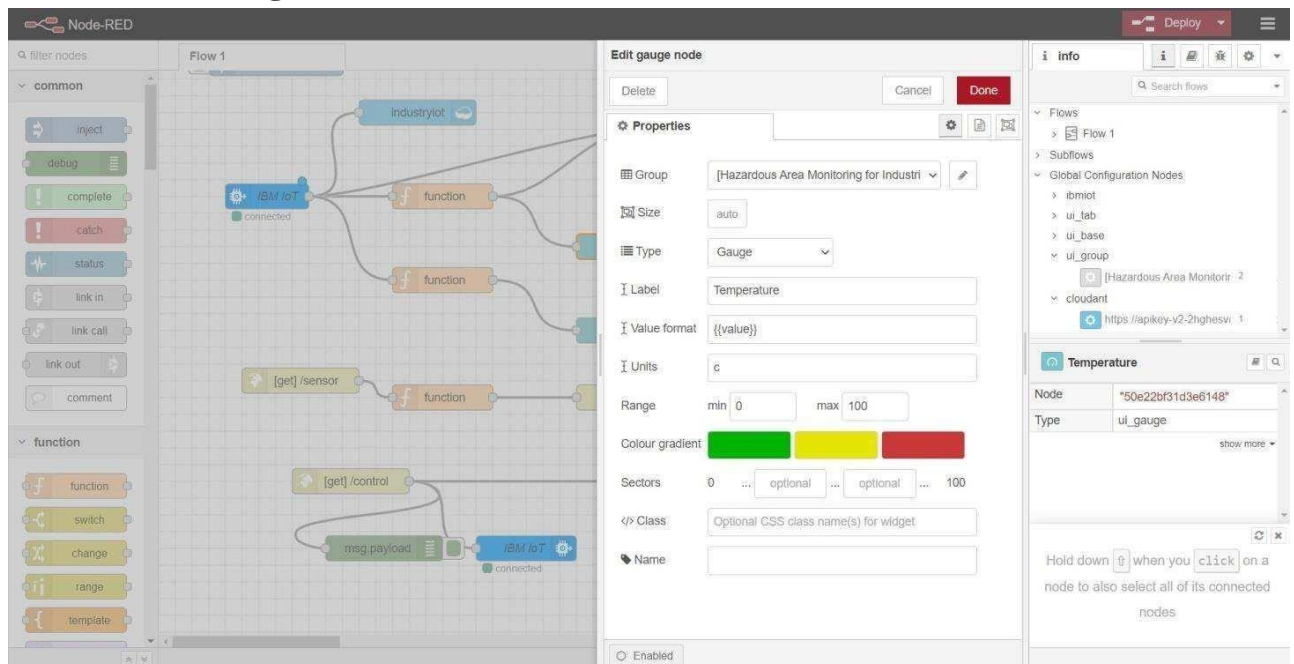 Node-RED
Deploy
filter nodes
common
inject
debug
complete
catch
status
link in
link call
link out
comment
function
function
switch
change
range
template
Flow 1
industryiot
IBM IoT
connected
function
function
[get] /sensor
function
[get] /control
msg.payload
IBM IoT
connected
Edit gauge node
Delete
Cancel
Done
Properties
Group
[Hazardous Area Monitoring for Industri
Size
auto
Type
Gauge
Label
Temperature
Value format
{{value}}
Units
c
Range
min 0
max 100
Colour gradient
Sectors
0 ... optional ... optional ... 100
</> Class
Optional CSS class name(s) for widget
Name
Enabled
i info
i
Search flows
Flows
Flow 1
Subflows
Global Configuration Nodes
ibmiot
ui_tab
ui_base
ui_group
[Hazardous Area Monitorir 2
cloudant
1
Temperature
Node
"50e22bf31d3e6148"
Type
ui_gauge
show more
Hold down ⇧ when you click on a
node to also select all of its connected
nodes